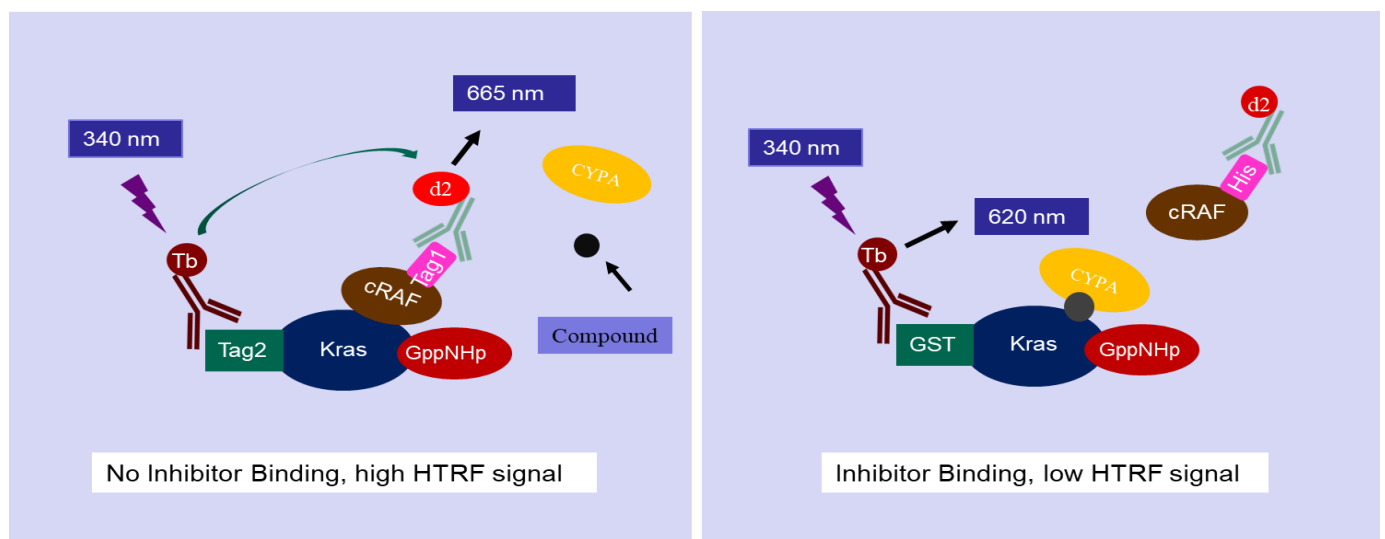 665 nm
340 nm
CYPA
d2
Tb
Tag1
cRAF
Compound
Tag2
Kras
GppNHp
No Inhibitor Binding, high HTRF signal
d2
340 nm
His
cRAF
620 nm
Tb
CYPA
GST
Kras
GppNHp
Inhibitor Binding, low HTRF signal